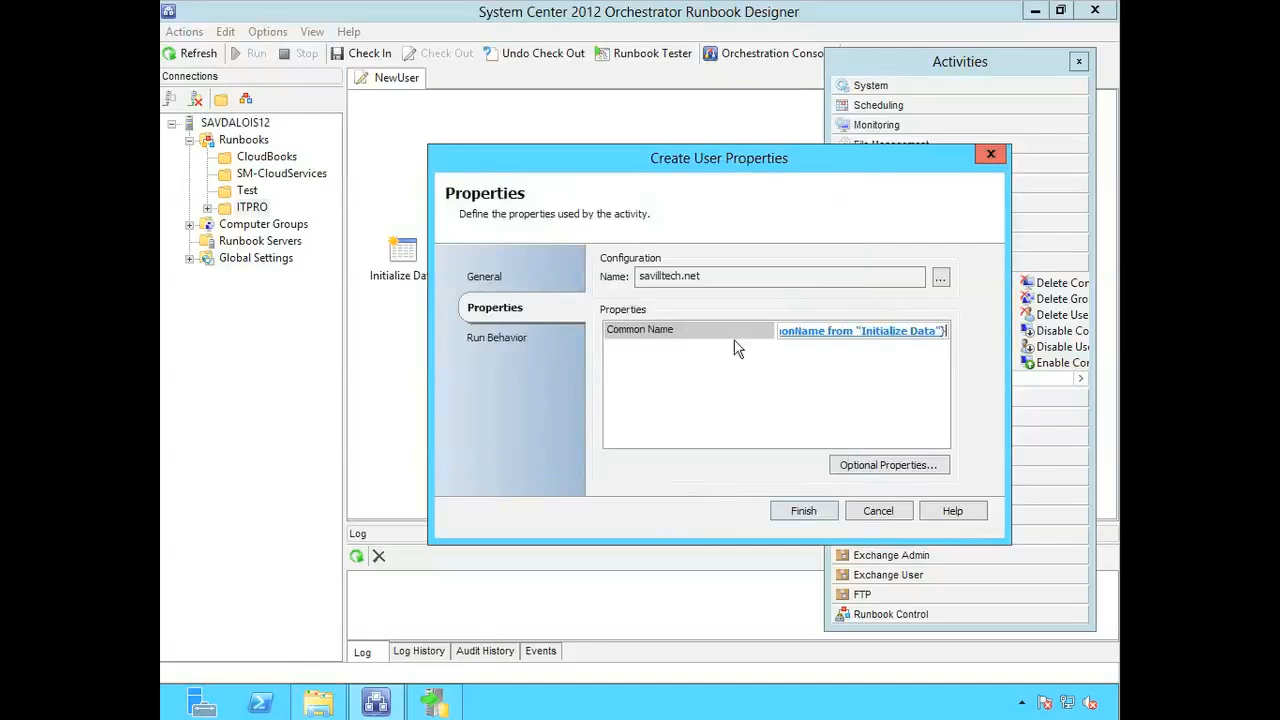 System Center 2012 Orchestrator Runbook Designer
Actions Edit Options View Help
Refresh Run Stop Check In Check Out Undo Check Out Runbook Tester Orchestration Conso
Connections
NewUser
SAVDALOIS12
Runbooks
CloudBooks
SM-CloudServices
Test
ITPRO
Computer Groups
Runbook Servers
Global Settings
Initialize Da
Activities
x
System
Scheduling
Monitoring
File Management
Create User Properties
Properties
Define the properties used by the activity.
General
Properties
Run Behavior
Configuration
Name: savilltech.net ...
Properties
Common Name onName from "Initialize Data"}
Optional Properties...
Finish Cancel Help
Delete Con
Delete Gro
Delete Use
Disable Co
Disable Us
Enable Con
Exchange Admin
Exchange User
FTP
Runbook Control
Log
Log Log History Audit History Events